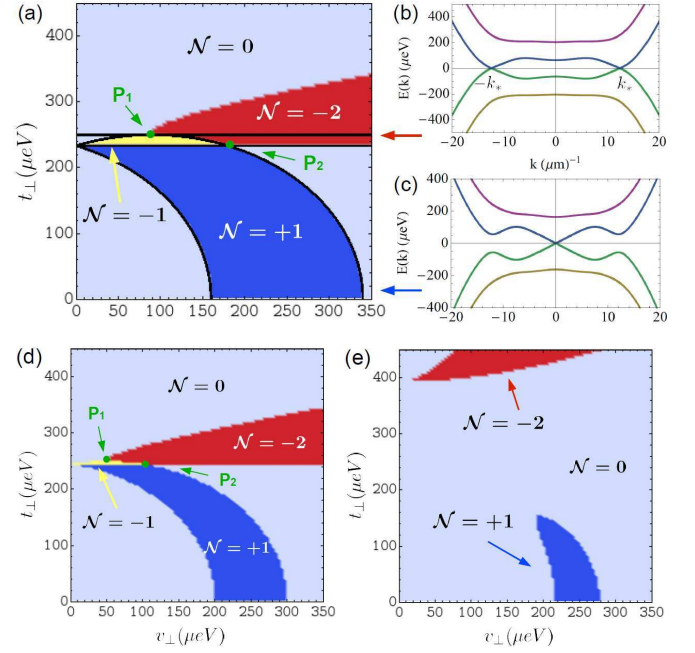 (a)
400
300
200
100
0
t⊥(μeV)
0 50 100 150 200 250 300 350
𝒩 = 0
P1
𝒩 = −2
P2
𝒩 = −1
𝒩 = +1
(b)
E(k) (μeV)
400
200
0
−200
−400
−k*
k*
−20 −10 0 10 20
k (μm)−1
(c)
E(k) (μeV)
400
200
0
−200
−400
−20 −10 0 10 20
(d)
400
300
200
100
0
t⊥(μeV)
𝒩 = 0
P1
𝒩 = −2
P2
𝒩 = −1
𝒩 = +1
0 50 100 150 200 250 300 350
v⊥(μeV)
(e)
400
300
200
100
0
t⊥(μeV)
𝒩 = −2
𝒩 = 0
𝒩 = +1
0 50 100 150 200 250 300 350
v⊥(μeV)